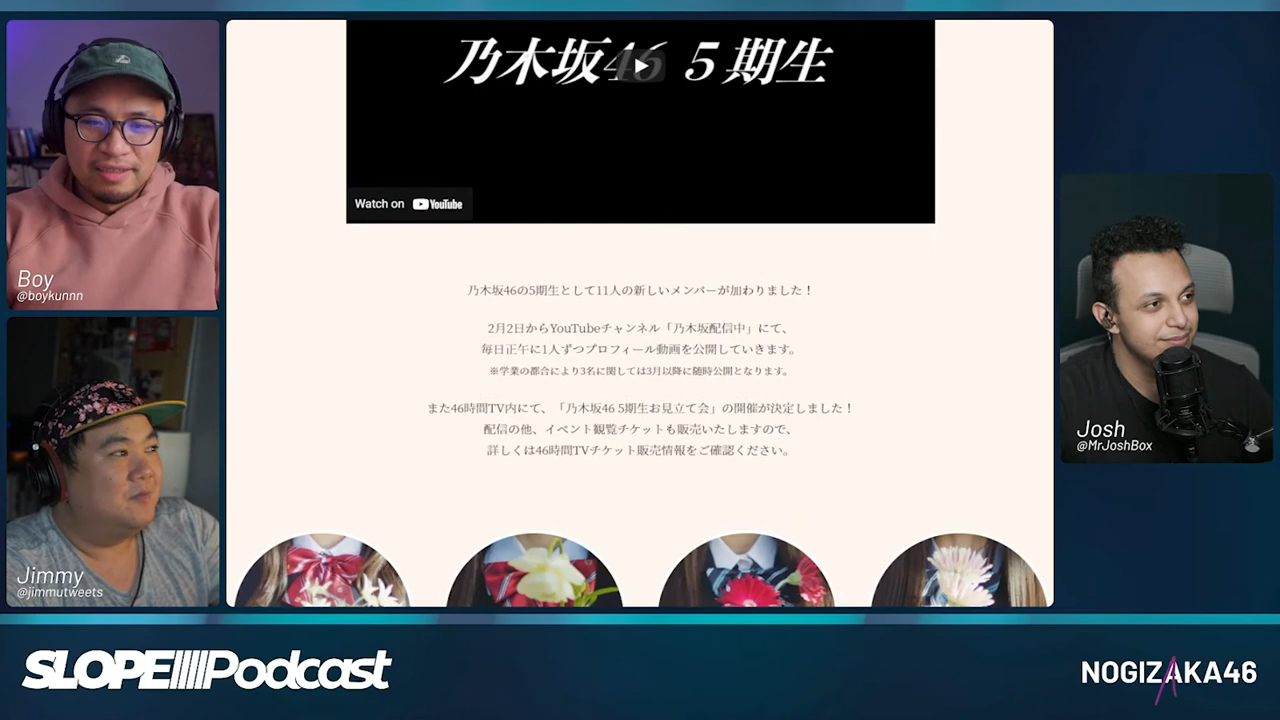 乃木坂46 5期生
Watch on YouTube
乃木坂46の5期生として11人の新しいメンバーが加わりました！
2月2日からYouTubeチャンネル「乃木坂配信中」にて、
毎日正午に1人ずつプロフィール動画を公開していきます。
※学業の都合により3名に関しては3月以降に随時公開となります。
また46時間TV内にて、「乃木坂46 5期生お見立て会」の開催が決定しました！
配信の他、イベント観覧チケットも販売いたしますので、
詳しくは46時間TVチケット販売情報をご確認ください。
Boy
@boykunnn
Jimmy
@jimmutweets
Josh
@MrJoshBox
SLOPE Podcast
NOGIZAKA46